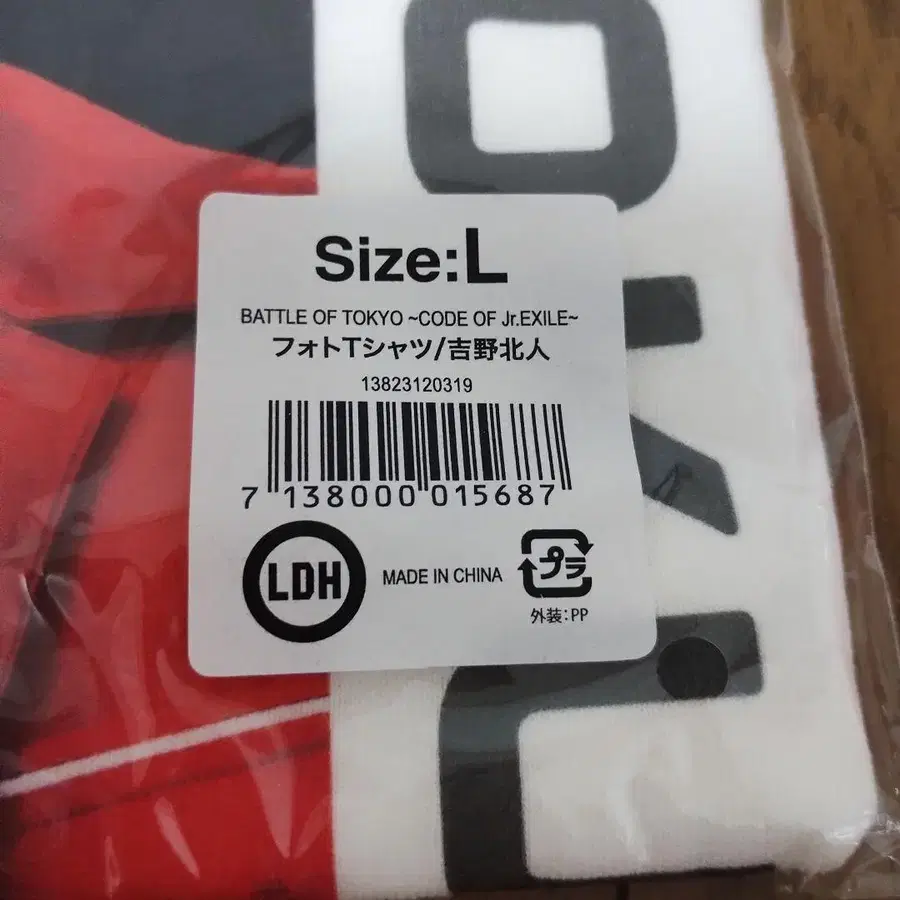 Size:L
BATTLE OF TOKYO ~CODE OF Jr.EXILE~
フォトTシャツ/吉野北人
13823120319
7 138000 015687
LDH
MADE IN CHINA
プラ
外装:PP